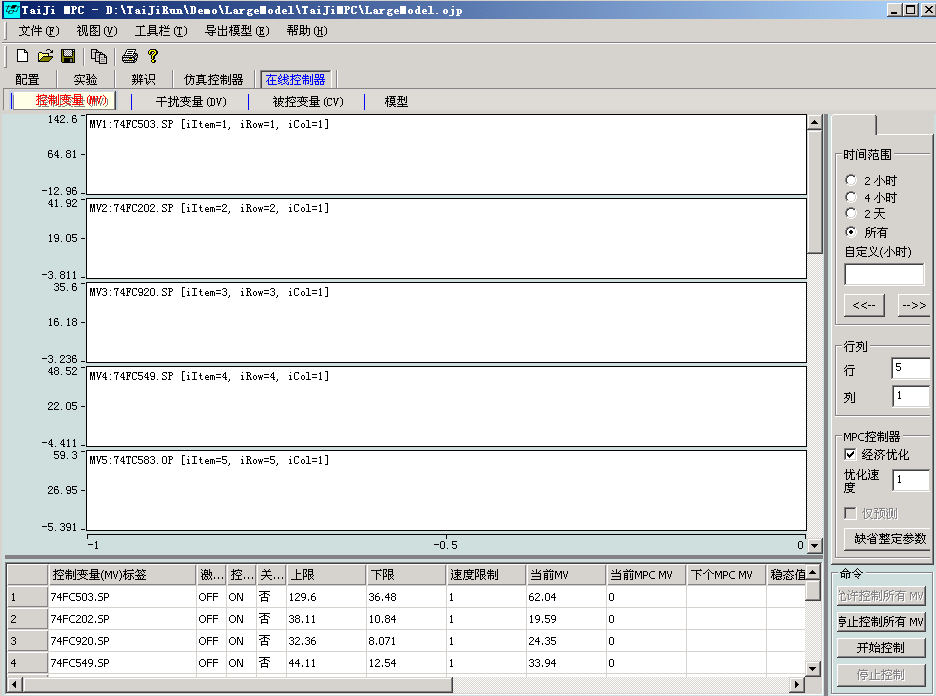 TaiJi MPC - D:\TaiJiRun\Demo\LargeModel\TaiJiMPC\LargeModel.ojp
文件(F) 视图(V) 工具栏(T) 导出模型(E) 帮助(H)
配置 实验 辨识 仿真控制器 在线控制器
控制变量(MV) 干扰变量(DV) 被控变量(CV) 模型
142.6
MV1:74FC503.SP [iItem=1, iRow=1, iCol=1]
64.81
-12.96
41.92
MV2:74FC202.SP [iItem=2, iRow=2, iCol=1]
19.05
-3.811
35.6
MV3:74FC920.SP [iItem=3, iRow=3, iCol=1]
16.18
-3.236
48.52
MV4:74FC549.SP [iItem=4, iRow=4, iCol=1]
22.05
-4.411
59.3
MV5:74TC583.OP [iItem=5, iRow=5, iCol=1]
26.95
-5.391
-1 -0.5 0
时间范围
2 小时
4 小时
2 天
所有
自定义(小时)
<<-- -->>
行列
行 5
列 1
MPC控制器
经济优化
优化速度 1
仅预测
缺省整定参数
控制变量(MV)标签 激... 控... 关... 上限 下限 速度限制 当前MV 当前MPC MV 下个MPC MV 稳态值
1 74FC503.SP OFF ON 否 129.6 36.48 1 62.04 0
2 74FC202.SP OFF ON 否 38.11 10.84 1 19.59 0
3 74FC920.SP OFF ON 否 32.36 8.071 1 24.35 0
4 74FC549.SP OFF ON 否 44.11 12.54 1 33.94 0
命令
允许控制所有 MV
停止控制所有 MV
开始控制
停止控制